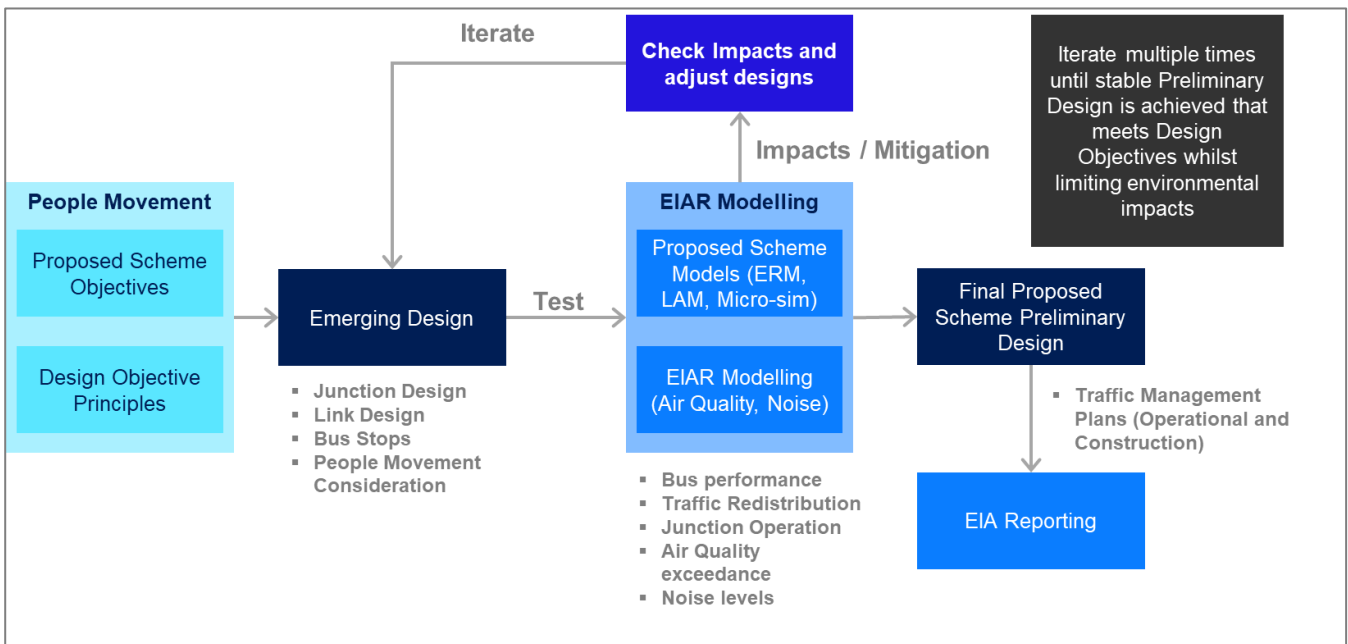 Iterate
Check Impacts and
adjust designs
Iterate multiple times
until stable Preliminary
Design is achieved that
meets Design
Objectives whilst
limiting environmental
impacts
Impacts / Mitigation
People Movement
Proposed Scheme
Objectives
Design Objective
Principles
Emerging Design
▪ Junction Design
▪ Link Design
▪ Bus Stops
▪ People Movement
Consideration
Test
EIAR Modelling
Proposed Scheme
Models (ERM,
LAM, Micro-sim)
EIAR Modelling
(Air Quality, Noise)
▪ Bus performance
▪ Traffic Redistribution
▪ Junction Operation
▪ Air Quality
exceedance
▪ Noise levels
Final Proposed
Scheme Preliminary
Design
▪ Traffic Management
Plans (Operational and
Construction)
EIA Reporting